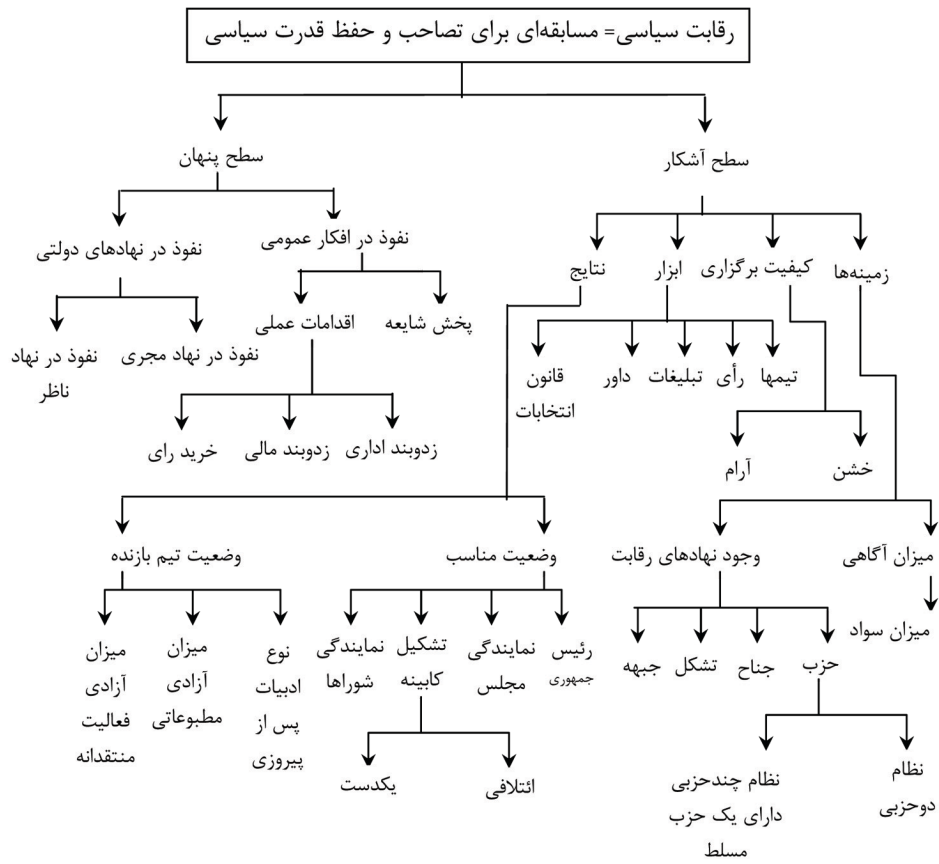 رقابت سیاسی= مسابقه‌ای برای تصاحب و حفظ قدرت سیاسی
سطح آشکار
سطح پنهان
زمینه‌ها
کیفیت برگزاری
ابزار
نتایج
نفوذ در افکار عمومی
نفوذ در نهادهای دولتی
پخش شایعه
اقدامات عملی
نفوذ در نهاد مجری
نفوذ در نهاد
ناظر
تیمها
رأی
تبلیغات
داور
قانون
انتخابات
زدوبند اداری
زدوبند مالی
خرید رای
خشن
آرام
میزان آگاهی
وجود نهادهای رقابت
وضعیت مناسب
وضعیت تیم بازنده
میزان سواد
حزب
جناح
تشکل
جبهه
رئیس
جمهوری
نمایندگی
مجلس
تشکیل
کابینه
نمایندگی
شوراها
نوع
ادبیات
پس از
پیروزی
میزان
آزادی
مطبوعاتی
میزان
آزادی
فعالیت
منتقدانه
نظام
دوحزبی
نظام چندحزبی
دارای یک حزب
مسلط
ائتلافی
یکدست